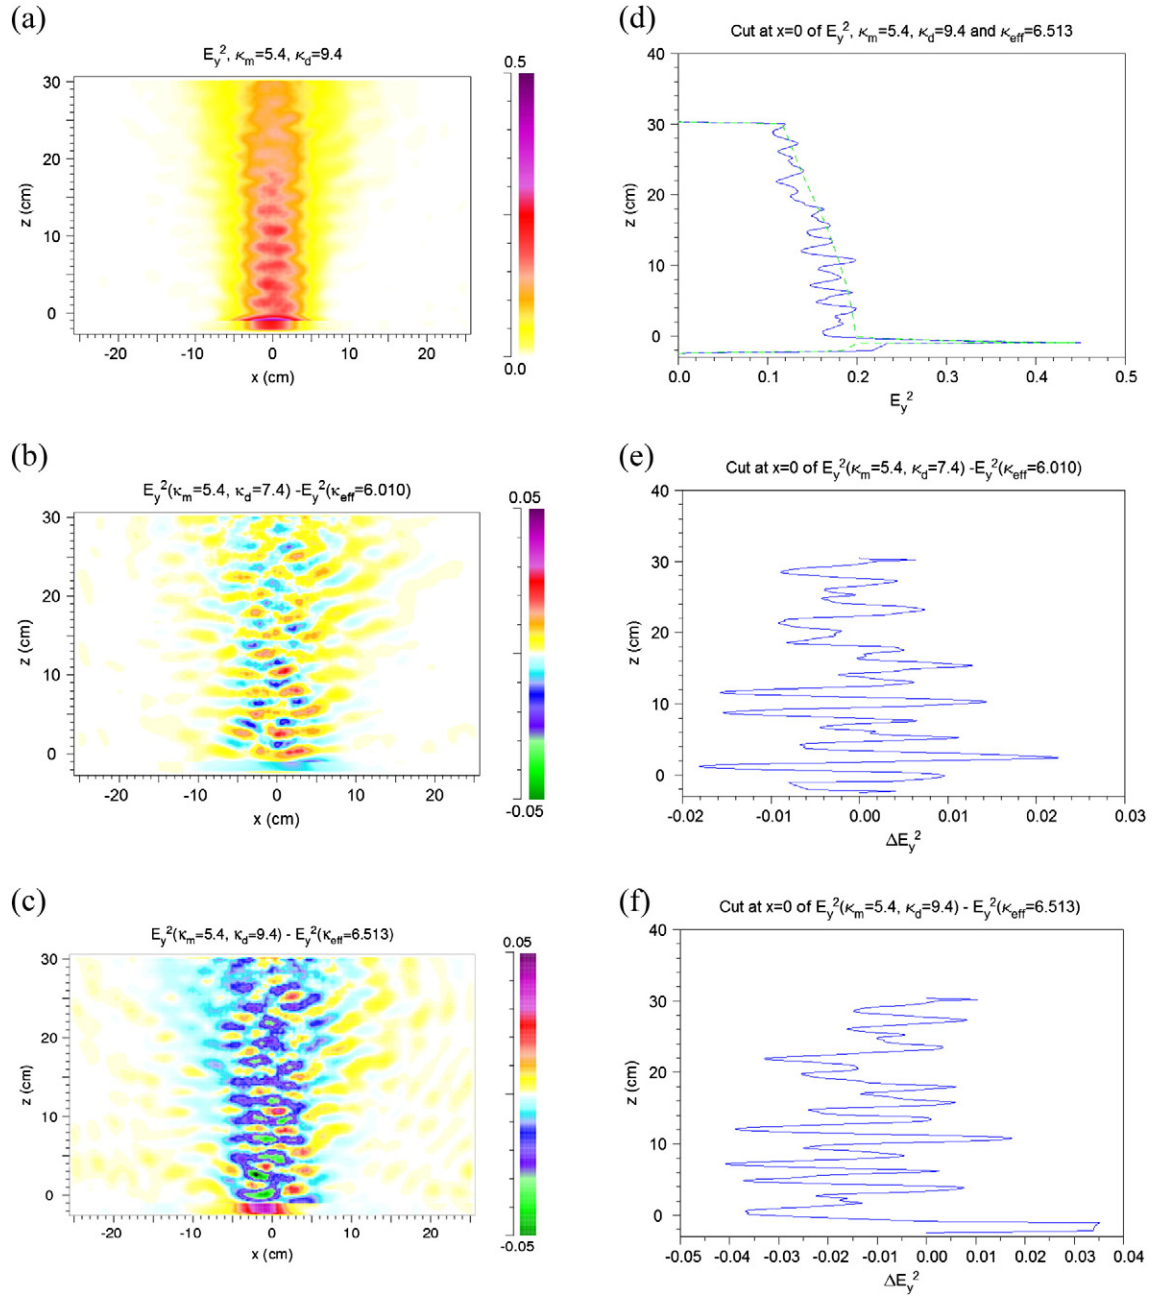 (a)
E_y^2, κ_m=5.4, κ_d=9.4
0.5
30
20
10
0
z (cm)
-20 -10 0 10 20
0.0
x (cm)
(b)
E_y^2(κ_m=5.4, κ_d=7.4) -E_y^2(κ_eff=6.010)
0.05
30
20
10
0
z (cm)
-20 -10 0 10 20
-0.05
x (cm)
(c)
E_y^2(κ_m=5.4, κ_d=9.4) - E_y^2(κ_eff=6.513)
0.05
30
20
10
0
z (cm)
-20 -10 0 10 20
-0.05
x (cm)
(d)
Cut at x=0 of E_y^2, κ_m=5.4, κ_d=9.4 and κ_eff=6.513
40
30
20
10
0
z (cm)
0.0 0.1 0.2 0.3 0.4 0.5
E_y^2
(e)
Cut at x=0 of E_y^2(κ_m=5.4, κ_d=7.4) -E_y^2(κ_eff=6.010)
40
30
20
10
0
z (cm)
-0.02 -0.01 0.00 0.01 0.02 0.03
ΔE_y^2
(f)
Cut at x=0 of E_y^2(κ_m=5.4, κ_d=9.4) - E_y^2(κ_eff=6.513)
40
30
20
10
0
z (cm)
-0.05 -0.04 -0.03 -0.02 -0.01 0.00 0.01 0.02 0.03 0.04
ΔE_y^2